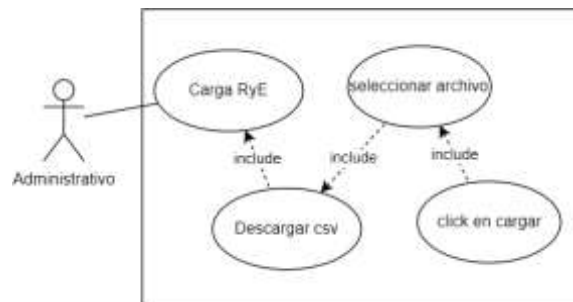 Carga RyE
seleccionar archivo
include
include
include
Administrativo
Descargar csv
click en cargar